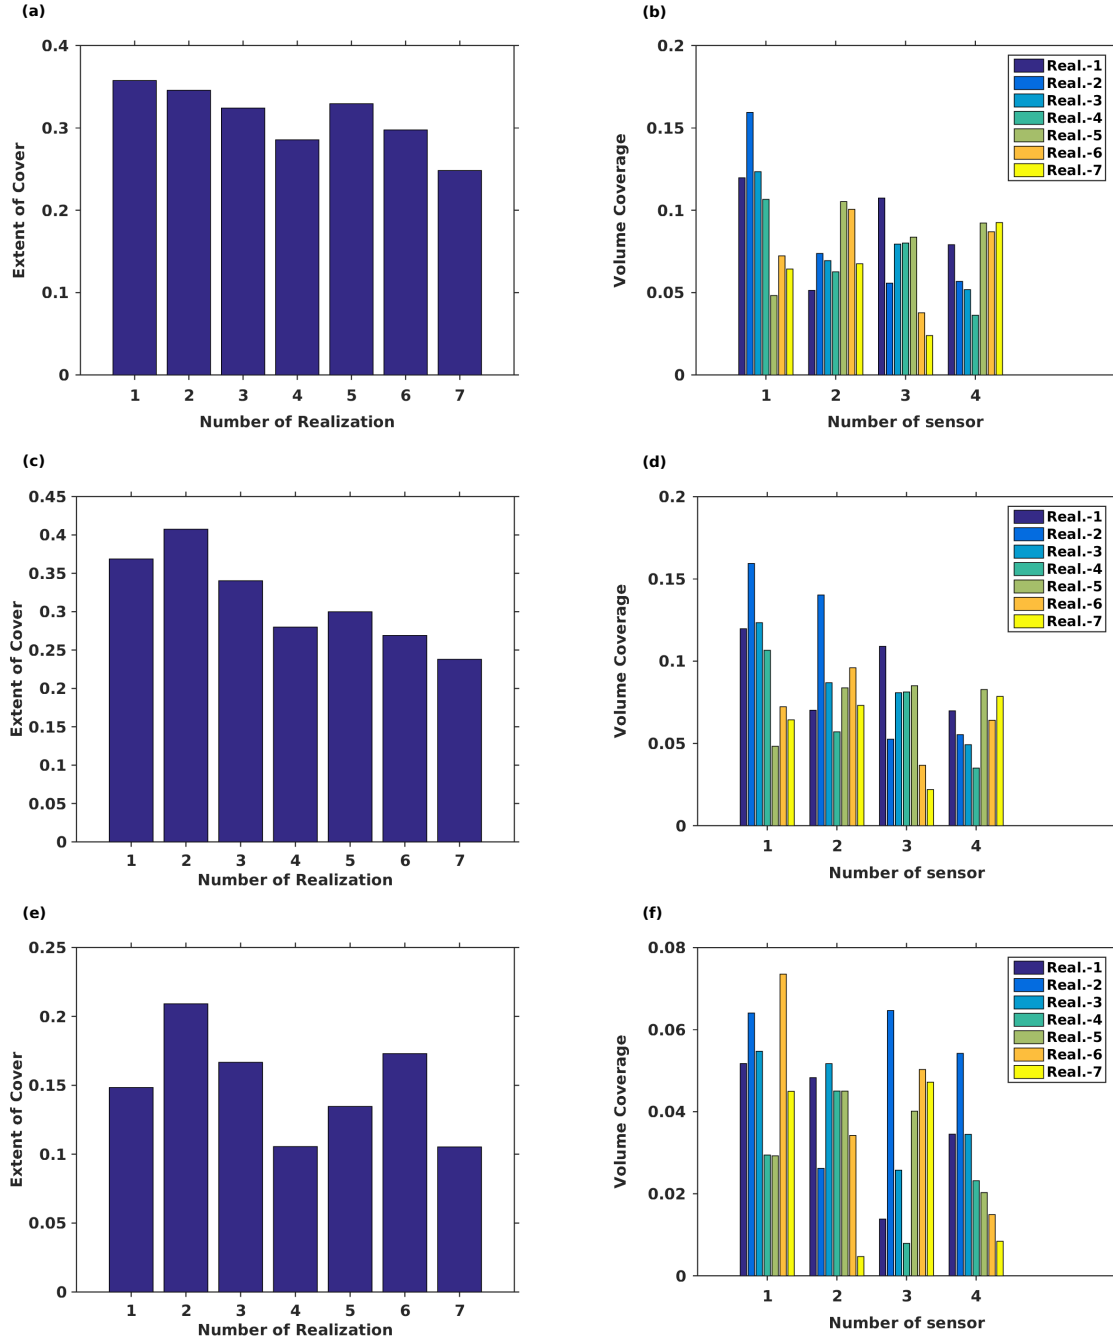 (a)
0.4
0.3
0.2
0.1
0
Extent of Cover
1 2 3 4 5 6 7
Number of Realization
(b)
0.2
0.15
0.1
0.05
0
Volume Coverage
Real.-1
Real.-2
Real.-3
Real.-4
Real.-5
Real.-6
Real.-7
1 2 3 4
Number of sensor
(c)
0.45
0.4
0.35
0.3
0.25
0.2
0.15
0.1
0.05
0
Extent of Cover
1 2 3 4 5 6 7
Number of Realization
(d)
0.2
0.15
0.1
0.05
0
Volume Coverage
Real.-1
Real.-2
Real.-3
Real.-4
Real.-5
Real.-6
Real.-7
1 2 3 4
Number of sensor
(e)
0.25
0.2
0.15
0.1
0.05
0
Extent of Cover
1 2 3 4 5 6 7
Number of Realization
(f)
0.08
0.06
0.04
0.02
0
Volume Coverage
Real.-1
Real.-2
Real.-3
Real.-4
Real.-5
Real.-6
Real.-7
1 2 3 4
Number of sensor